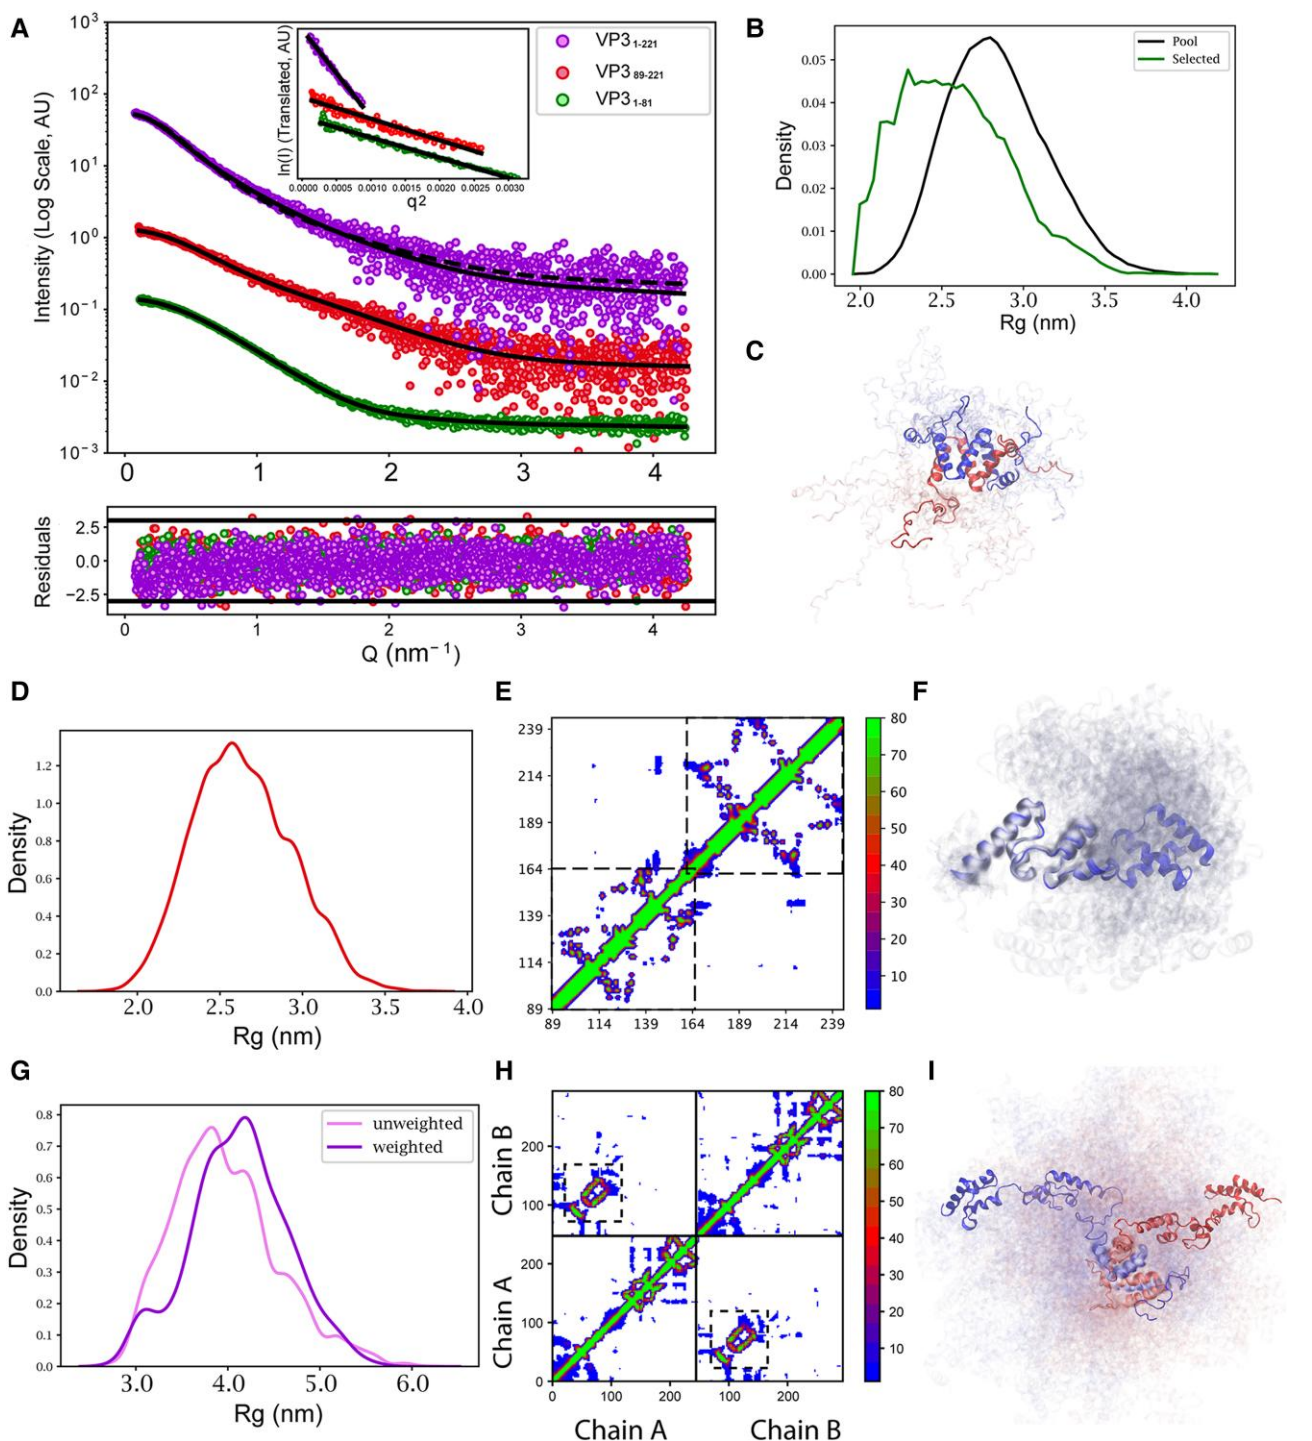 A
Intensity (Log Scale, AU)
10³
10²
10¹
10⁰
10⁻¹
10⁻²
10⁻³
0 1 2 3 4
ln(I) (Translated, AU)
0.0000 0.0005 0.0010 0.0015 0.0020 0.0025 0.0030
q2
VP3 1-221
VP3 89-221
VP3 1-81
Residuals
2.5
0.0
−2.5
0 1 2 3 4
Q (nm⁻¹)
B
Density
0.05
0.04
0.03
0.02
0.01
0.00
Pool
Selected
2.0 2.5 3.0 3.5 4.0
Rg (nm)
C
D
Density
1.2
1.0
0.8
0.6
0.4
0.2
0.0
2.0 2.5 3.0 3.5 4.0
Rg (nm)
E
239
214
189
164
139
114
89
89 114 139 164 189 214 239
80
70
60
50
40
30
20
10
F
G
Density
0.8
0.7
0.6
0.5
0.4
0.3
0.2
0.1
0.0
unweighted
weighted
3.0 4.0 5.0 6.0
Rg (nm)
H
Chain B
200
100
Chain A
200
100
0
0 100 200 100 200
Chain A Chain B
80
70
60
50
40
30
20
10
I